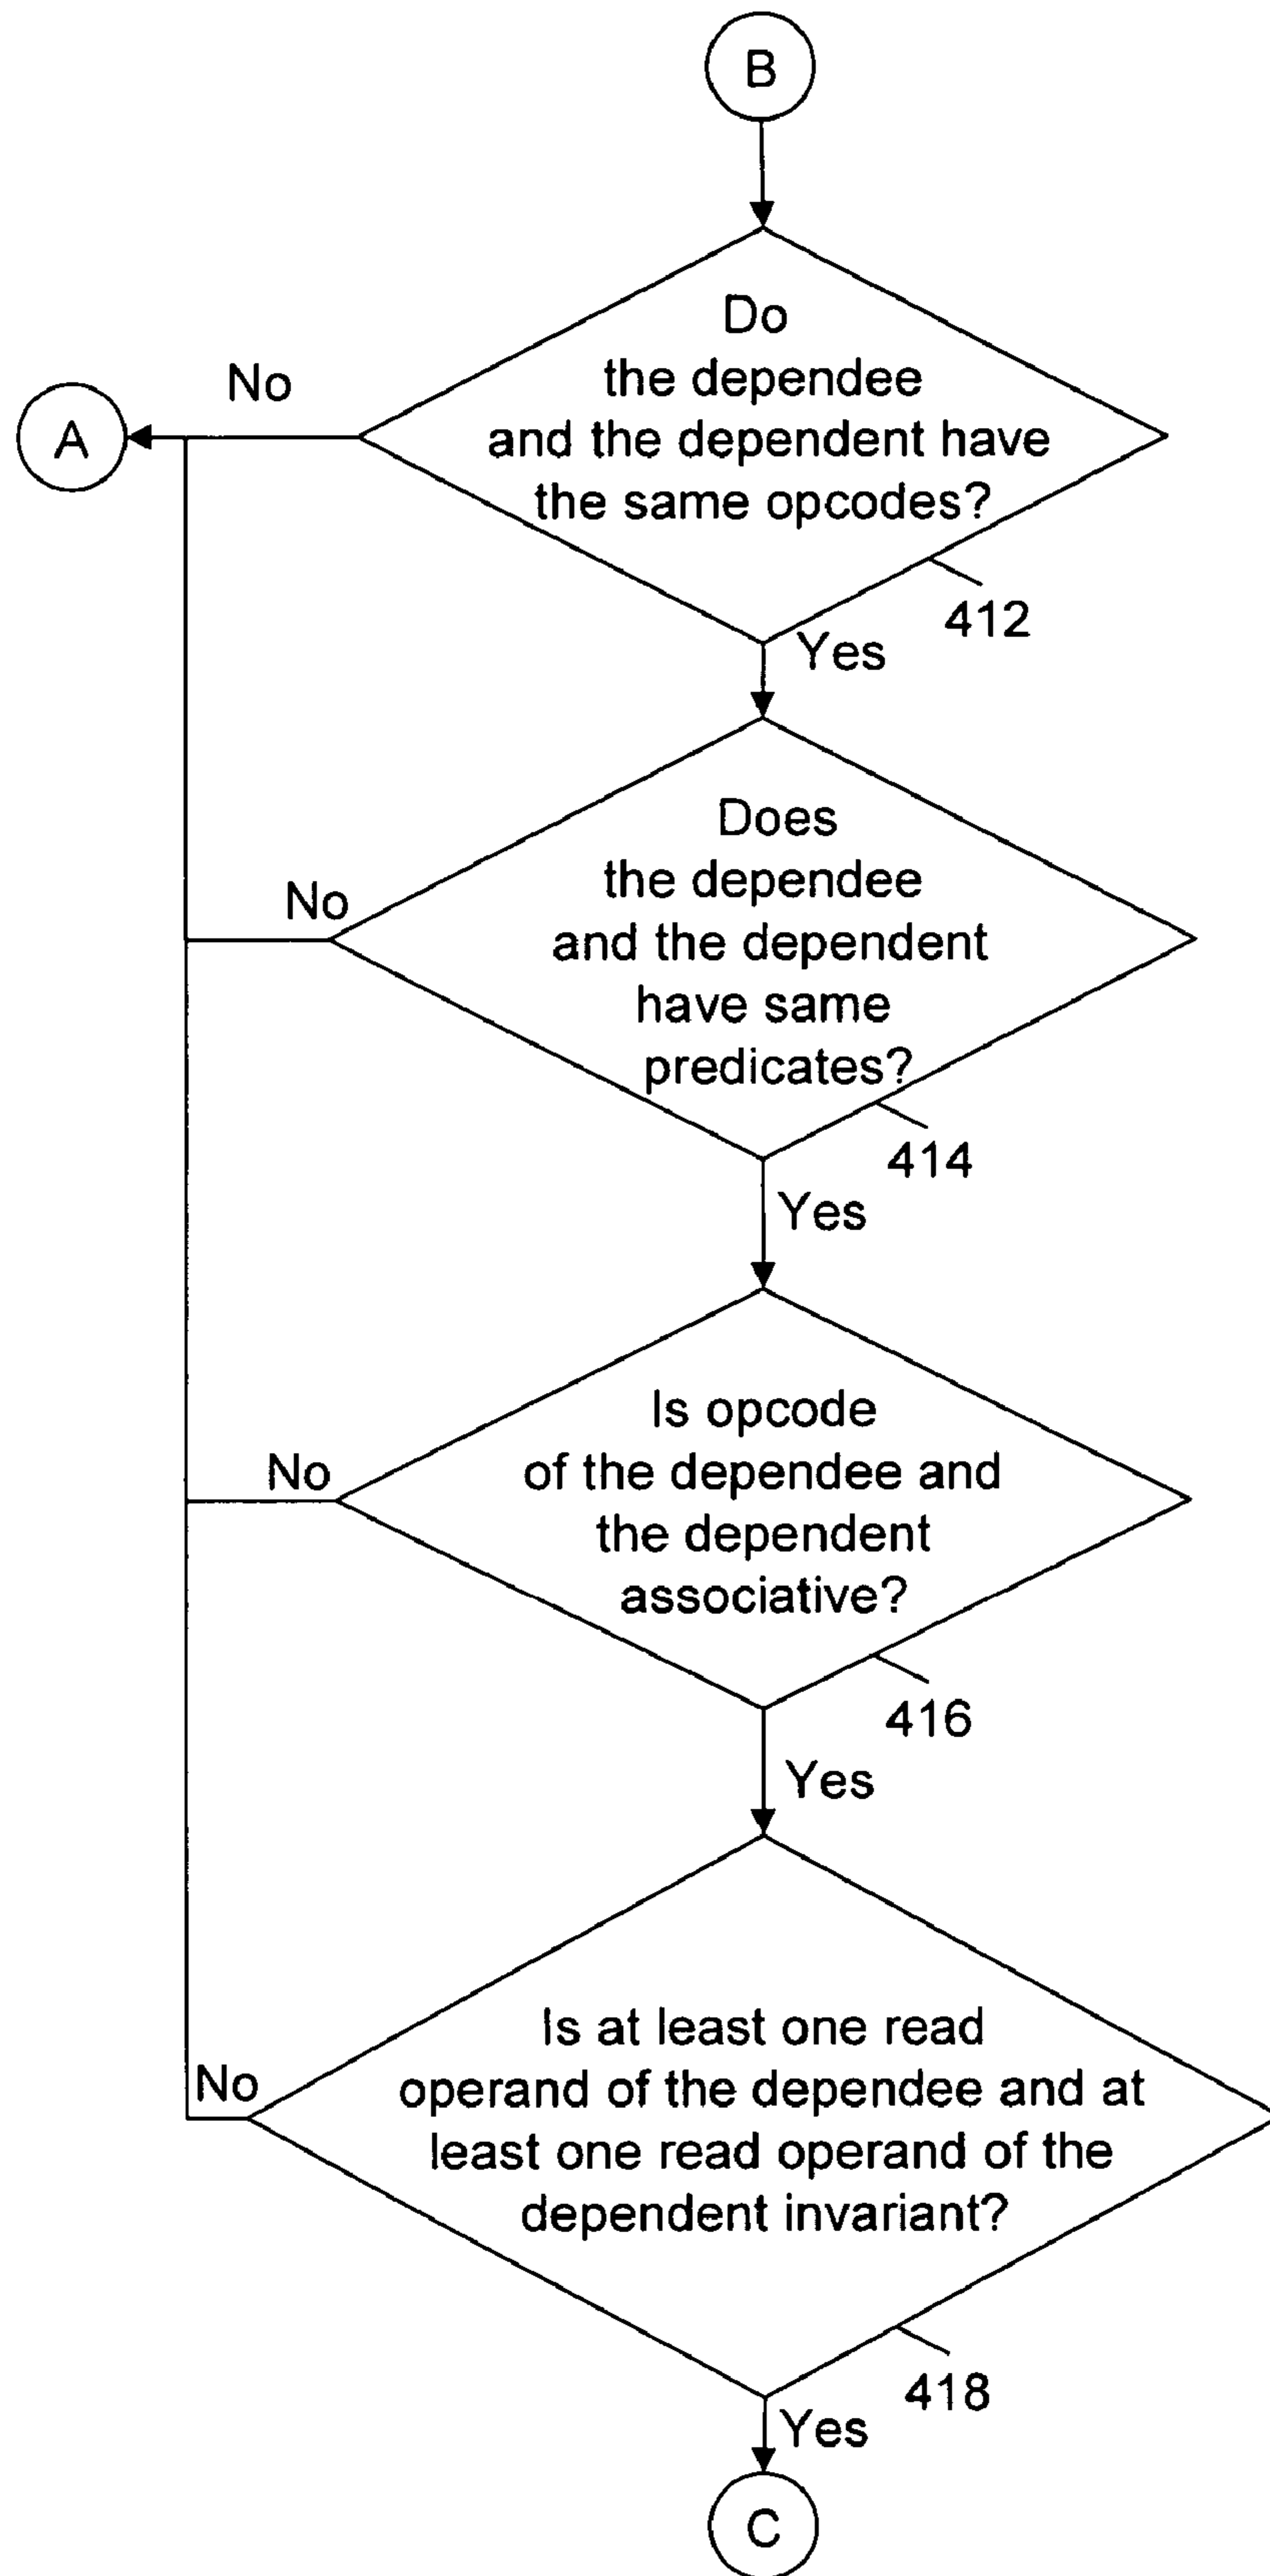 B
Do
the dependee
and the dependent have
the same opcodes?
No
A
412
Yes
Does
the dependee
and the dependent
have same
predicates?
No
414
Yes
Is opcode
of the dependee and
the dependent
associative?
No
416
Yes
Is at least one read
operand of the dependee and at
least one read operand of the
dependent invariant?
No
418
Yes
C